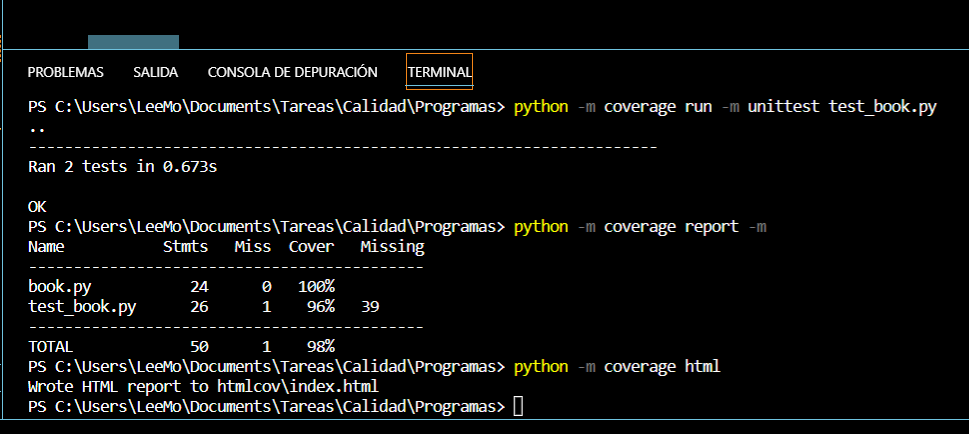 PROBLEMAS SALIDA CONSOLA DE DEPURACIÓN TERMINAL
PS C:\Users\LeeMo\Documents\Tareas\Calidad\Programas> python -m coverage run -m unittest test_book.py
..
----------------------------------------------------------------------
Ran 2 tests in 0.673s
OK
PS C:\Users\LeeMo\Documents\Tareas\Calidad\Programas> python -m coverage report -m
Name           Stmts   Miss  Cover   Missing
--------------------------------------------
book.py           24      0   100%
test_book.py      26      1    96%   39
--------------------------------------------
TOTAL             50      1    98%
PS C:\Users\LeeMo\Documents\Tareas\Calidad\Programas> python -m coverage html
Wrote HTML report to htmlcov\index.html
PS C:\Users\LeeMo\Documents\Tareas\Calidad\Programas>